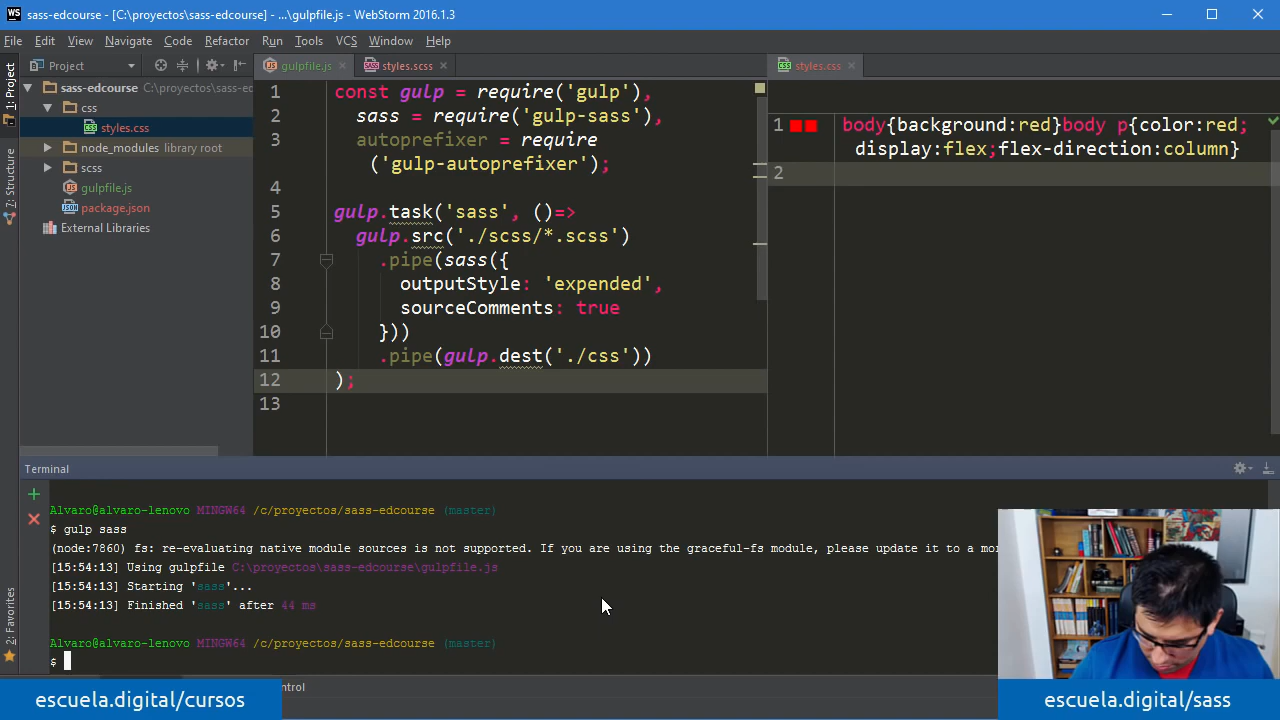 WS sass-edcourse - [C:\proyectos\sass-edcourse] - ...\gulpfile.js - WebStorm 2016.1.3
File Edit View Navigate Code Refactor Run Tools VCS Window Help
1: Project
Project
gulpfile.js
styles.scss
styles.css
sass-edcourse C:\proyectos\sass-ed
css
styles.css
node_modules library root
scss
gulpfile.js
package.json
External Libraries
1 const gulp = require('gulp'),
2 sass = require('gulp-sass'),
3 autoprefixer = require
('gulp-autoprefixer');
4
5 gulp.task('sass', ()=>
6 gulp.src('./scss/*.scss')
7 .pipe(sass({
8 outputStyle: 'expended',
9 sourceComments: true
10 }))
11 .pipe(gulp.dest('./css'))
12 );
13
1 body{background:red}body p{color:red;
display:flex;flex-direction:column}
2
7: Structure
2: Favorites
Terminal
Alvaro@alvaro-lenovo MINGW64 /c/proyectos/sass-edcourse (master)
$ gulp sass
(node:7860) fs: re-evaluating native module sources is not supported. If you are using the graceful-fs module, please update it to a mor
[15:54:13] Using gulpfile C:\proyectos\sass-edcourse\gulpfile.js
[15:54:13] Starting 'sass'...
[15:54:13] Finished 'sass' after 44 ms
Alvaro@alvaro-lenovo MINGW64 /c/proyectos/sass-edcourse (master)
$
ntrol
escuela.digital/cursos
escuela.digital/sass